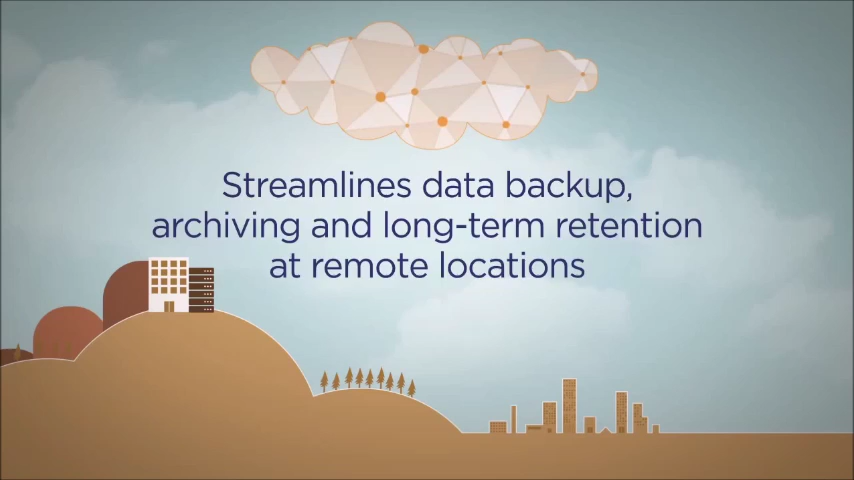 Streamlines data backup,
archiving and long-term retention
at remote locations